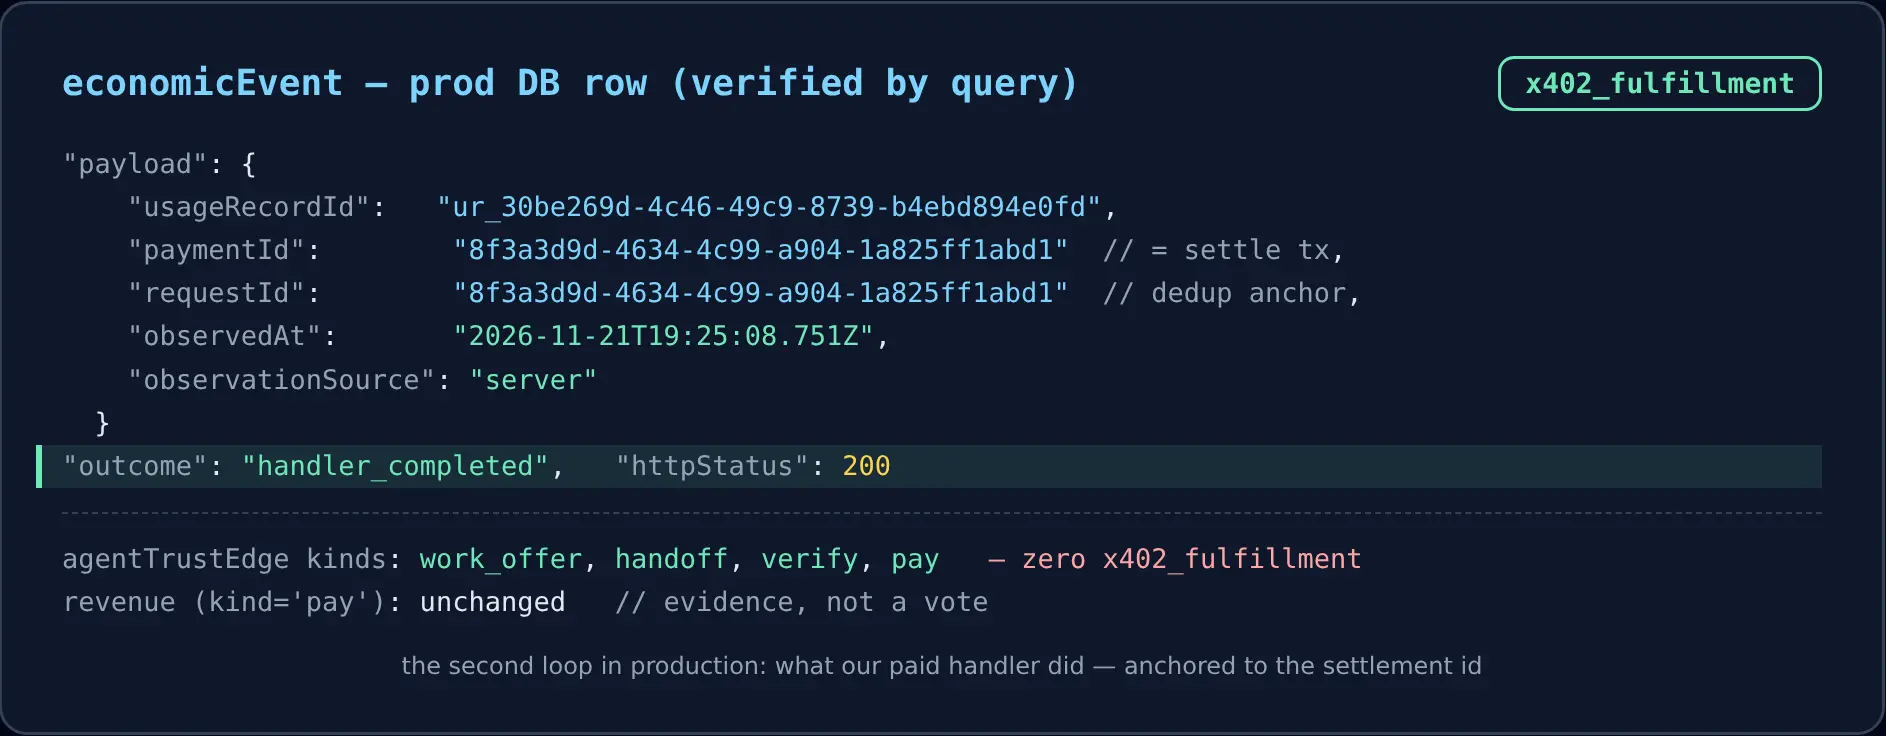 economicEvent — prod DB row (verified by query)
x402_fulfillment
"payload": {
"usageRecordId": "ur_30be269d-4c46-49c9-8739-b4ebd894e0fd",
"paymentId": "8f3a3d9d-4634-4c99-a904-1a825ff1abd1" // = settle tx,
"requestId": "8f3a3d9d-4634-4c99-a904-1a825ff1abd1" // dedup anchor,
"observedAt": "2026-11-21T19:25:08.751Z",
"observationSource": "server"
}
"outcome": "handler_completed", "httpStatus": 200
agentTrustEdge kinds: work_offer, handoff, verify, pay — zero x402_fulfillment
revenue (kind='pay'): unchanged // evidence, not a vote
the second loop in production: what our paid handler did — anchored to the settlement id